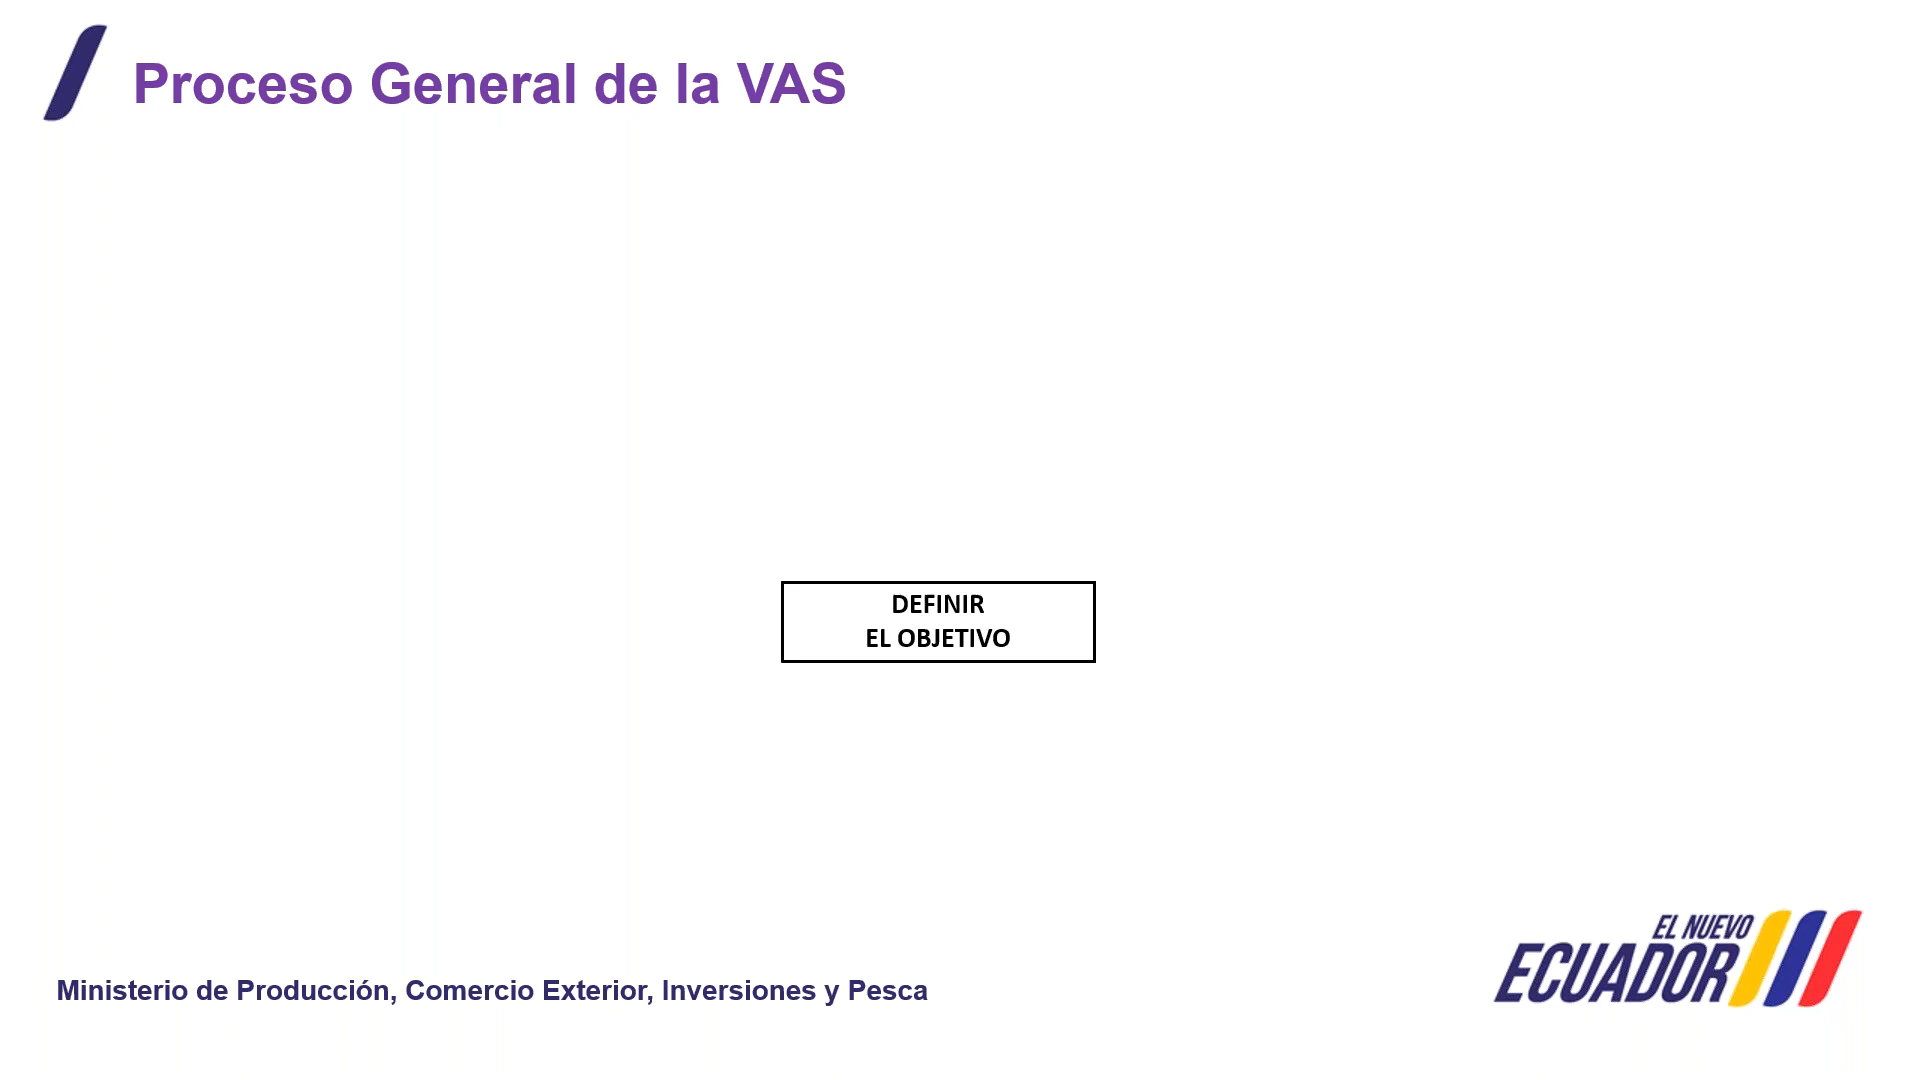 Proceso General de la VAS
DEFINIR
EL OBJETIVO
EL NUEVO
ECUADOR
Ministerio de Producción, Comercio Exterior, Inversiones y Pesca